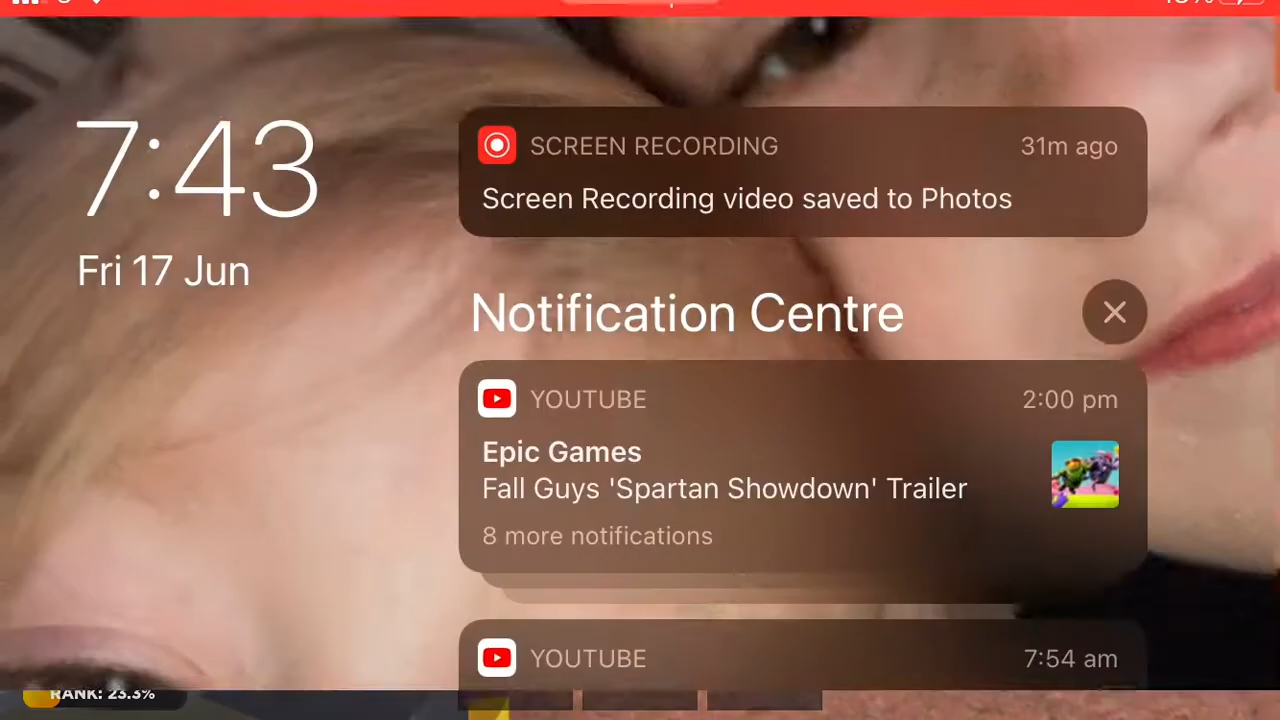 7:43
Fri 17 Jun
SCREEN RECORDING 31m ago
Screen Recording video saved to Photos
Notification Centre
YOUTUBE 2:00 pm
Epic Games
Fall Guys 'Spartan Showdown' Trailer
8 more notifications
YOUTUBE 7:54 am
RANK: 23.3%